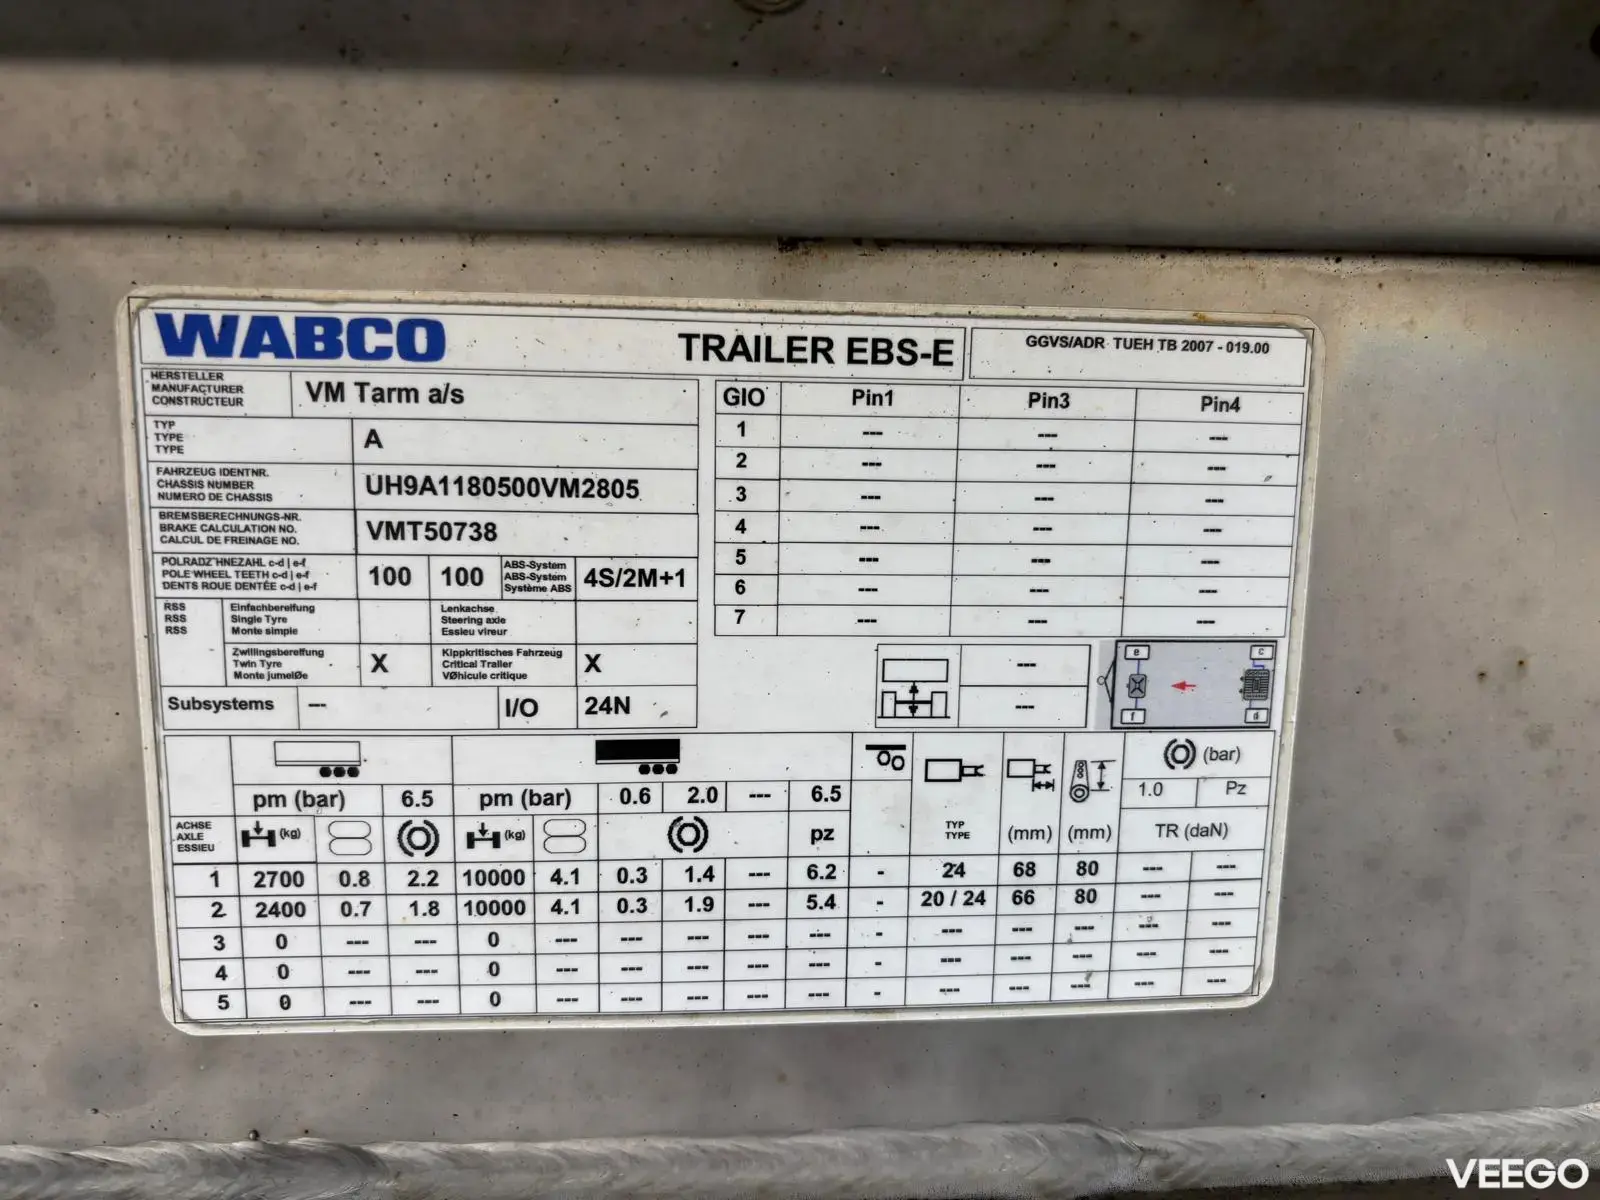 WABCO
TRAILER EBS-E
GGVS/ADR TUEH TB 2007 - 019.00
HERSTELLER
MANUFACTURER
CONSTRUCTEUR
VM Tarm a/s
TYP
TYPE
TYPE
A
FAHRZEUG IDENTNR.
CHASSIS NUMBER
NUMERO DE CHASSIS
UH9A1180500VM2805
BREMSBERECHNUNGS-NR.
BRAKE CALCULATION NO.
CALCUL DE FREINAGE NO.
VMT50738
POLRADZ HNEZAHL c-d | e-f
POLE WHEEL TEETH c-d | e-f
DENTS ROUE DENTÉE c-d | e-f
100 100
ABS-System
ABS-System
Système ABS
4S/2M+1
RSS
RSS
RSS
Einfachbereifung
Single Tyre
Monte simple
Lenkachse
Steering axle
Essieu vireur
Zwillingsbereifung
Twin Tyre
Monte jumeløe
X
Kippkritisches Fahrzeug
Critical Trailer
VØhicule critique
X
Subsystems --- I/O 24N
GIO Pin1 Pin3 Pin4
1 --- --- ---
2 --- --- ---
3 --- --- ---
4 --- --- ---
5 --- --- ---
6 --- --- ---
7 --- --- ---
---
---
e c
f d
pm (bar) 6.5 pm (bar) 0.6 2.0 --- 6.5
(bar)
1.0 Pz
ACHSE
AXLE
ESSIEU
(kg) (kg) pz
TYP
TYPE
(mm) (mm) TR (daN)
1 2700 0.8 2.2 10000 4.1 0.3 1.4 --- 6.2 - 24 68 80 --- ---
2 2400 0.7 1.8 10000 4.1 0.3 1.9 --- 5.4 - 20 / 24 66 80 --- ---
3 0 --- --- 0 --- --- --- --- --- - --- --- --- --- ---
4 0 --- --- 0 --- --- --- --- --- - --- --- --- --- ---
5 0 --- --- 0 --- --- --- --- --- - --- --- --- --- ---
VEEGO